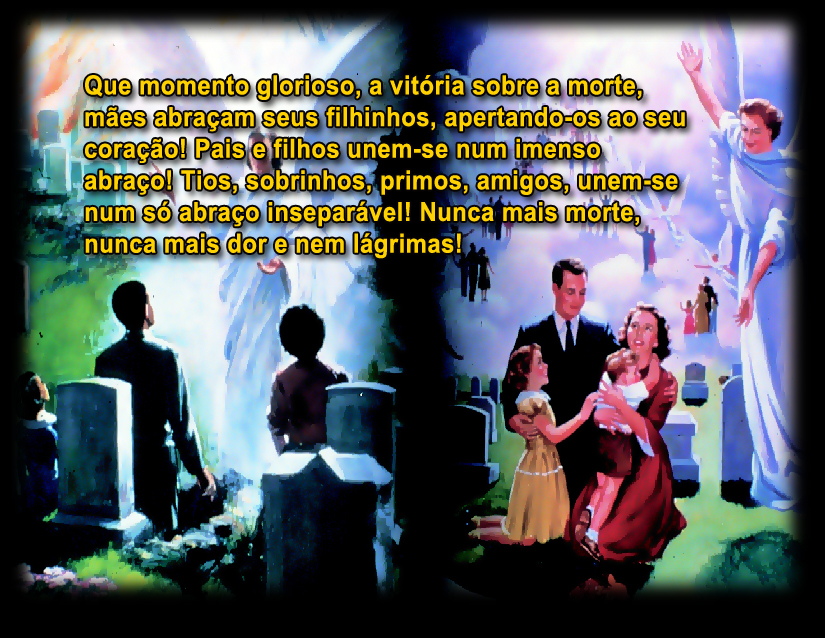 Que momento glorioso, a vitória sobre a morte,
mães abraçam seus filhinhos, apertando-os ao seu
coração! Pais e filhos unem-se num imenso
abraço! Tios, sobrinhos, primos, amigos, unem-se
num só abraço inseparável! Nunca mais morte,
nunca mais dor e nem lágrimas!